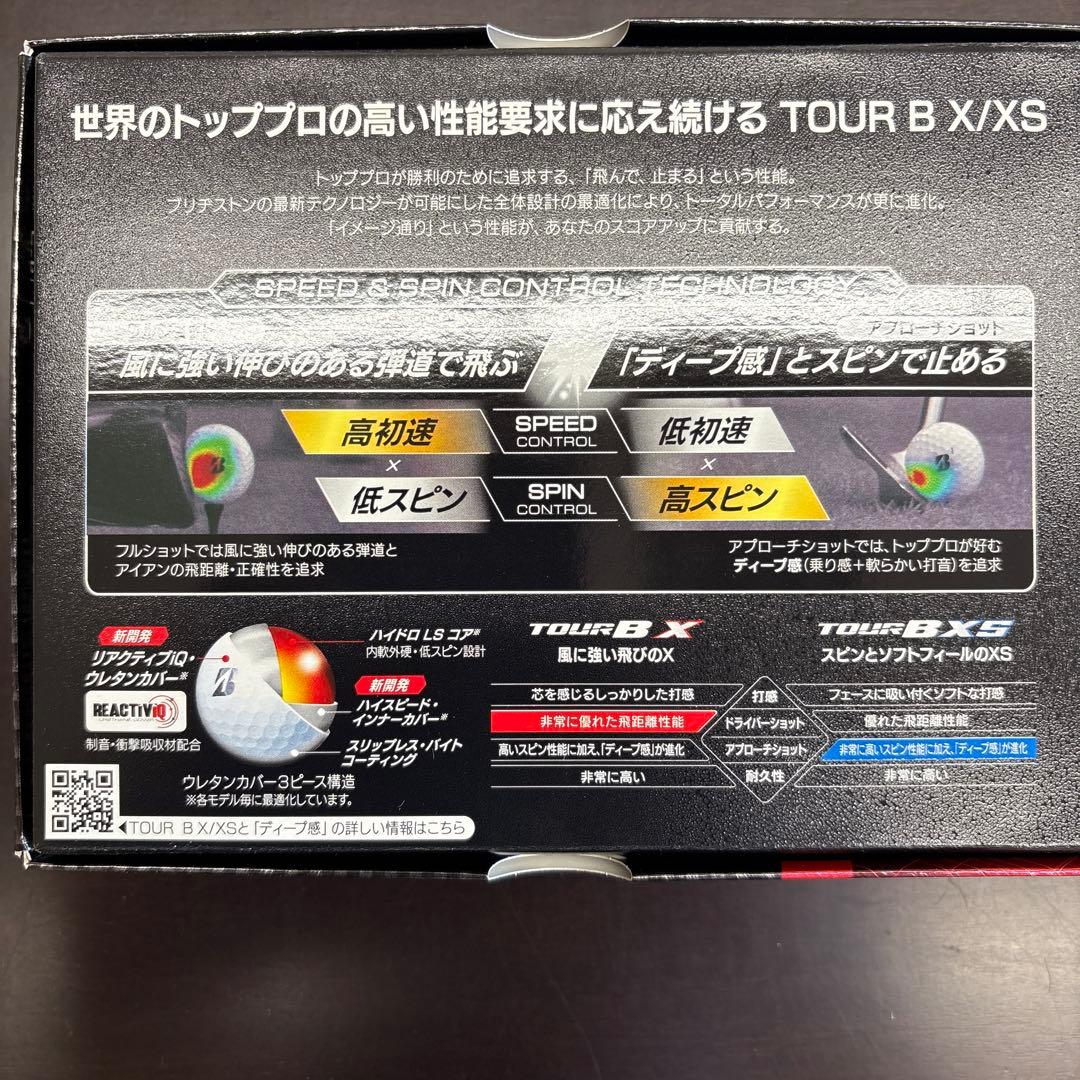 世界のトッププロの高い性能要求に応え続ける TOUR B X/XS
トッププロが勝利のために追求する、「飛んで、止まる」という性能。
ブリヂストンの最新テクノロジーが可能にした全体設計の最適化により、トータルパフォーマンスが更に進化。
「イメージ通り」という性能が、あなたのスコアアップに貢献する。
SPEED & SPIN CONTROL TECHNOLOGY
アプローチショット
風に強い伸びのある弾道で飛ぶ
「ディープ感」とスピンで止める
高初速
SPEED
CONTROL
低初速
×
×
低スピン
SPIN
CONTROL
高スピン
フルショットでは風に強い伸びのある弾道と
アイアンの飛距離・正確性を追求
アプローチショットでは、トッププロが好む
ディープ感(乗り感+軟らかい打音)を追求
新開発
リアクティブiQ・
ウレタンカバー※
REACTiV iQ
URETHANE COVER
制音・衝撃吸収材配合
ハイドロ LS コア※
内軟外硬・低スピン設計
新開発
ハイスピード・
インナーカバー※
スリップレス・バイト
コーティング
ウレタンカバー3ピース構造
※各モデル毎に最適化しています。
◀TOUR B X/XSと「ディープ感」の詳しい情報はこちら
TOUR B X
風に強い飛びのX
TOUR B XS
スピンとソフトフィールのXS
芯を感じるしっかりした打感
打感
フェースに吸い付くソフトな打感
非常に優れた飛距離性能
ドライバーショット
優れた飛距離性能
高いスピン性能に加え、「ディープ感」が進化
アプローチショット
非常に高いスピン性能に加え、「ディープ感」が進化
非常に高い
耐久性
非常に高い